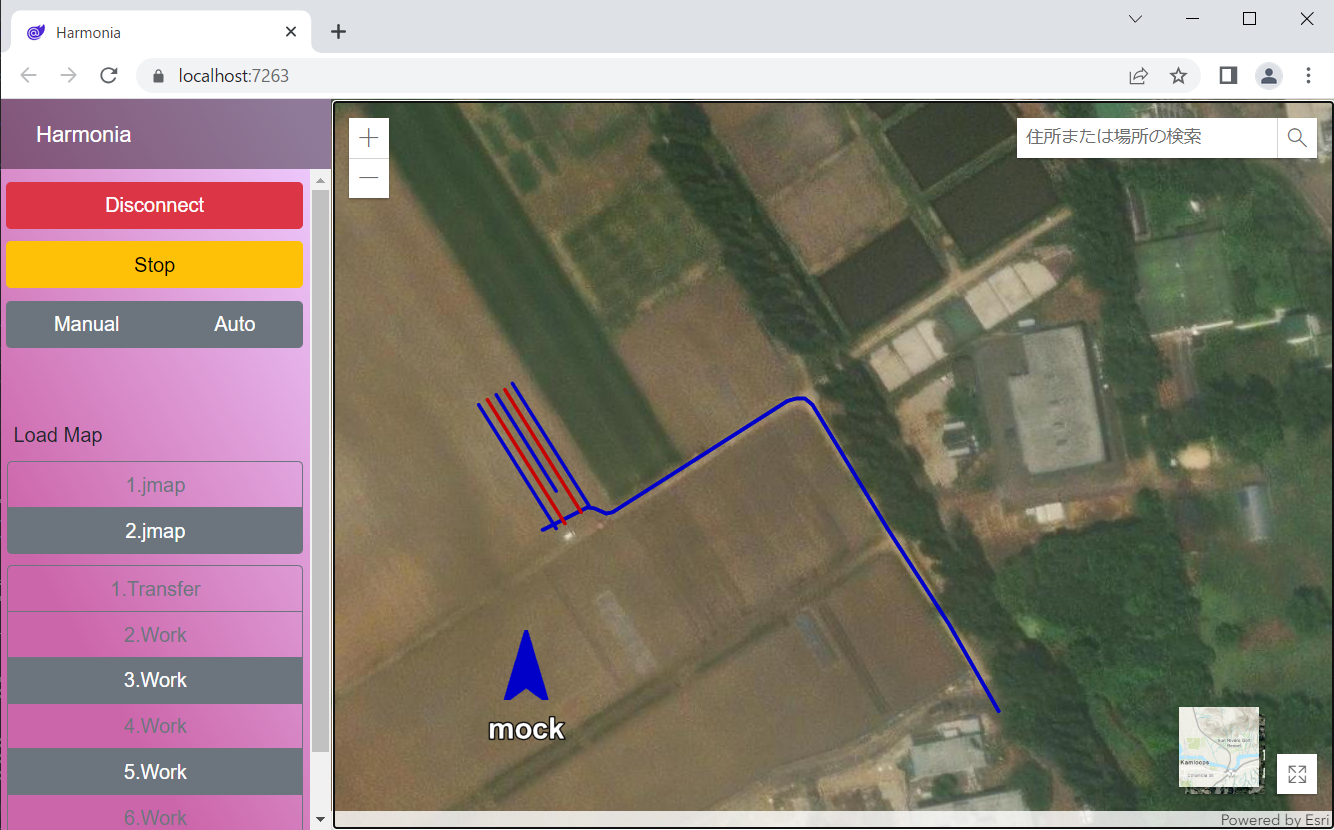 Harmonia
localhost:7263
Harmonia
Disconnect
Stop
Manual Auto
Load Map
1.jmap
2.jmap
1.Transfer
2.Work
3.Work
4.Work
5.Work
6.Work
住所または場所の検索
mock
Kamloops
Powered by Esri